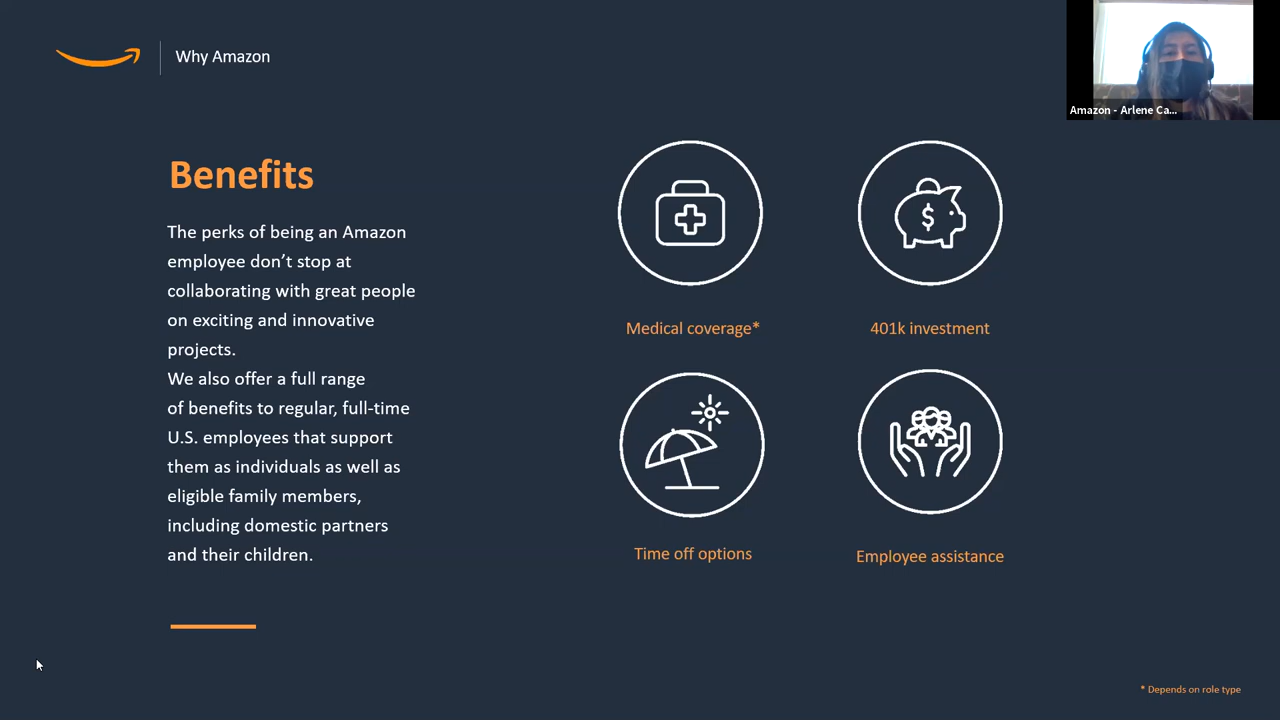 Why Amazon
Amazon - Arlene Ca...
Benefits
The perks of being an Amazon
employee don’t stop at
collaborating with great people
on exciting and innovative
projects.
We also offer a full range
of benefits to regular, full-time
U.S. employees that support
them as individuals as well as
eligible family members,
including domestic partners
and their children.
$
Medical coverage*
401k investment
Time off options
Employee assistance
* Depends on role type